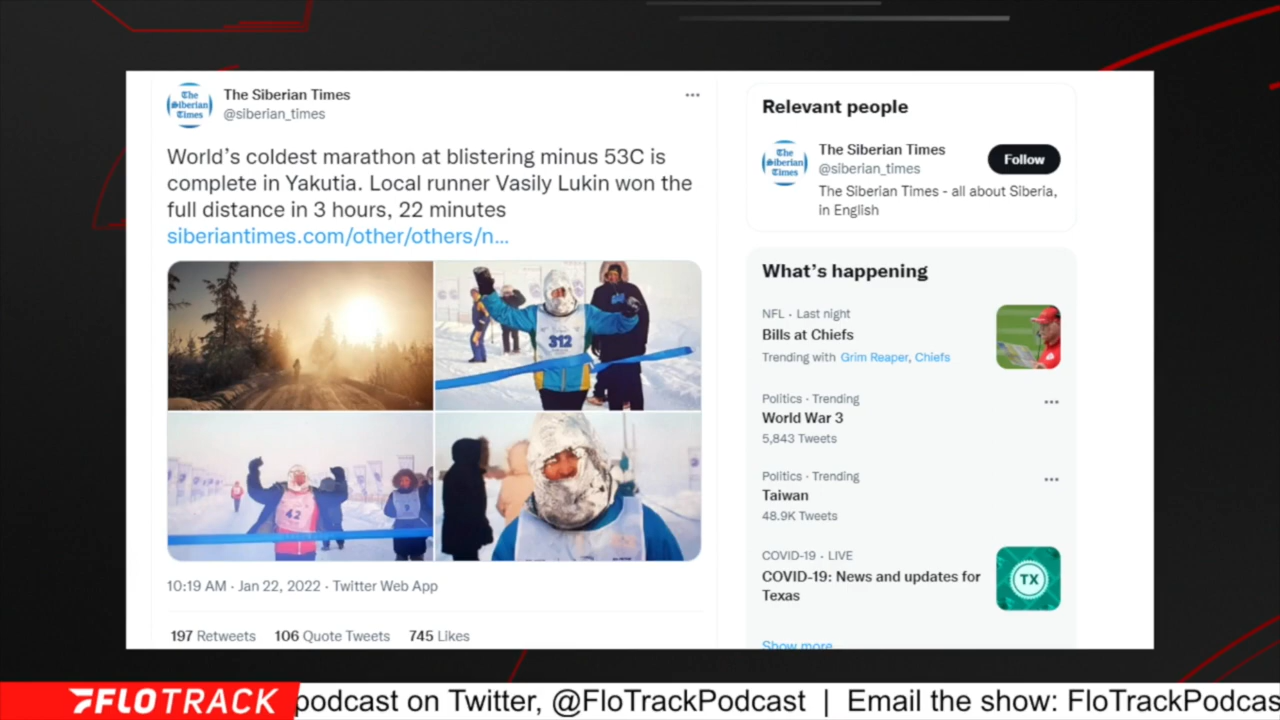 The Siberian Times
The Siberian Times
@siberian_times
World's coldest marathon at blistering minus 53C is
complete in Yakutia. Local runner Vasily Lukin won the
full distance in 3 hours, 22 minutes
siberiantimes.com/other/others/n...
312
42
9
10:19 AM · Jan 22, 2022 · Twitter Web App
197 Retweets 106 Quote Tweets 745 Likes
Relevant people
The Siberian Times
The Siberian Times
@siberian_times
Follow
The Siberian Times - all about Siberia,
in English
What's happening
NFL · Last night
Bills at Chiefs
Trending with Grim Reaper, Chiefs
Politics · Trending
World War 3
5,843 Tweets
Politics · Trending
Taiwan
48.9K Tweets
COVID-19 · LIVE
COVID-19: News and updates for
Texas
TX
Show more
FLOTRACK
podcast on Twitter, @FloTrackPodcast | Email the show: FloTrackPodcas